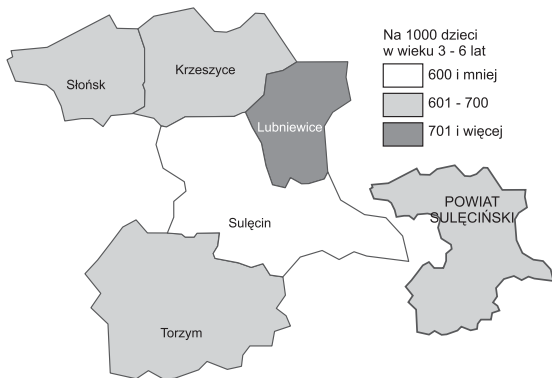 Na 1000 dzieci
w wieku 3 - 6 lat
600 i mniej
601 - 700
701 i więcej
Krzeszyce
Słońsk
Lubniewice
Sulęcin
Torzym
POWIAT
SULĘCIŃSKI